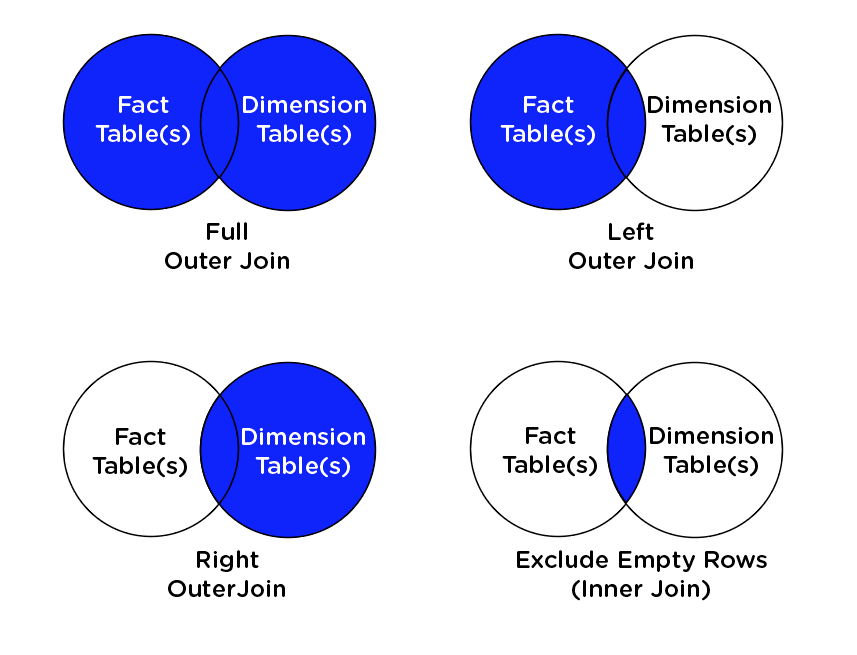 Fact
Table(s)
Dimension
Table(s)
Full
Outer Join
Fact
Table(s)
Dimension
Table(s)
Left
Outer Join
Fact
Table(s)
Dimension
Table(s)
Right
OuterJoin
Fact
Table(s)
Dimension
Table(s)
Exclude Empty Rows
(Inner Join)